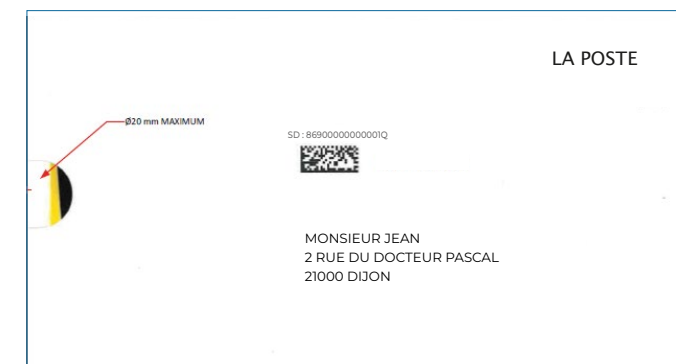 LA POSTE
Ø20 mm MAXIMUM
SD : 86900000000001Q
MONSIEUR JEAN
2 RUE DU DOCTEUR PASCAL
21000 DIJON